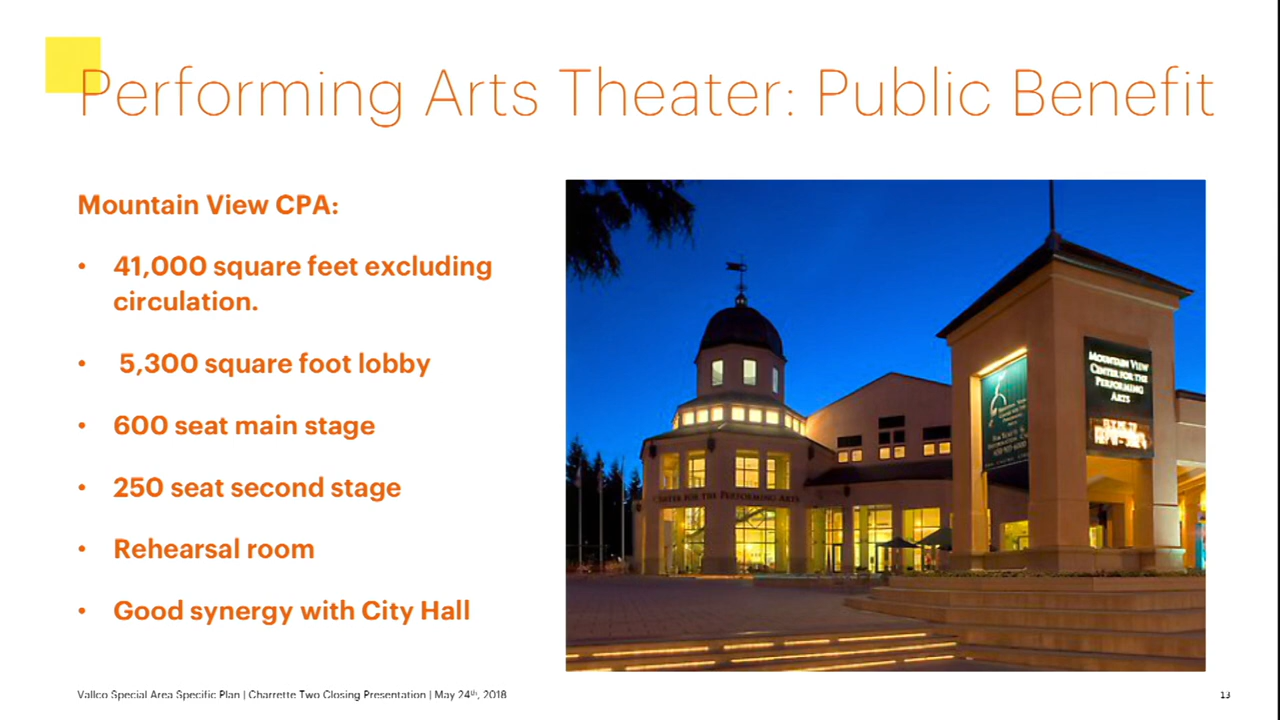 Performing Arts Theater: Public Benefit
Mountain View CPA:
• 41,000 square feet excluding
circulation.
• 5,300 square foot lobby
• 600 seat main stage
• 250 seat second stage
• Rehearsal room
• Good synergy with City Hall
CENTER FOR THE PERFORMING ARTS
MOUNTAIN VIEW
CENTER FOR THE
PERFORMING
ARTS
Vallco Special Area Specific Plan | Charrette Two Closing Presentation | May 24th, 2018
13